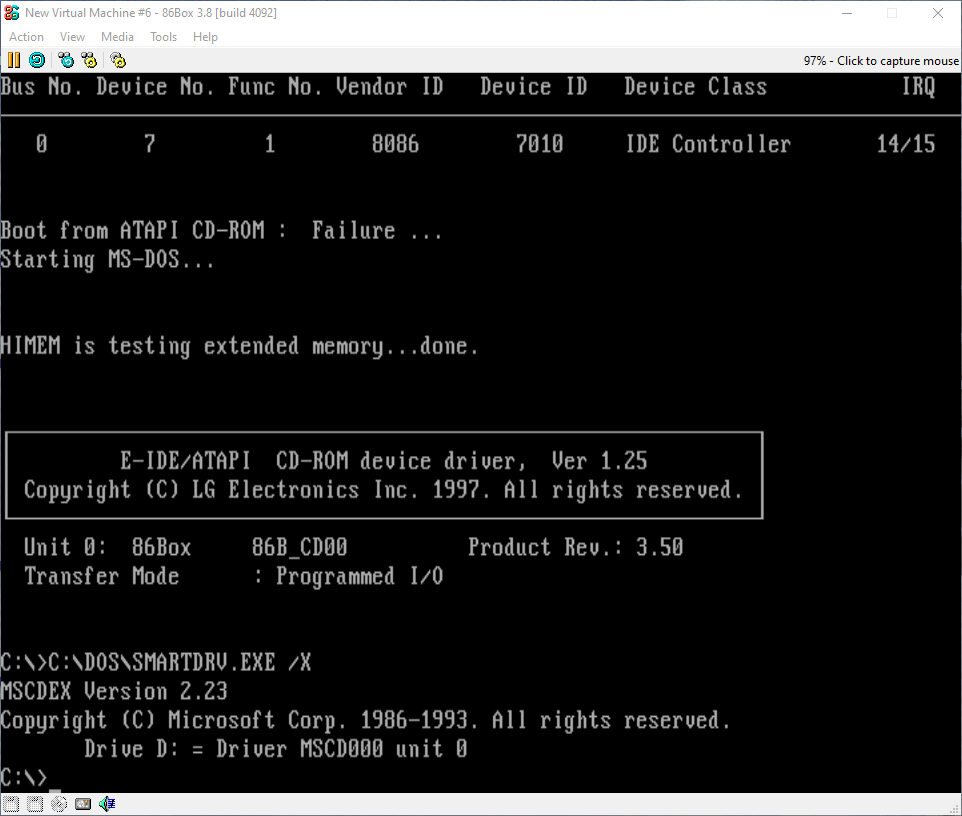 New Virtual Machine #6 - 86Box 3.8 [build 4092]
Action View Media Tools Help
97% - Click to capture mouse
Bus No. Device No. Func No. Vendor ID Device ID Device Class IRQ
0 7 1 8086 7010 IDE Controller 14/15
Boot from ATAPI CD-ROM : Failure ...
Starting MS-DOS...
HIMEM is testing extended memory...done.
E-IDE/ATAPI CD-ROM device driver, Ver 1.25
Copyright (C) LG Electronics Inc. 1997. All rights reserved.
Unit 0: 86Box 86B_CD00 Product Rev.: 3.50
Transfer Mode : Programmed I/O
C:\>C:\DOS\SMARTDRV.EXE /X
MSCDEX Version 2.23
Copyright (C) Microsoft Corp. 1986-1993. All rights reserved.
Drive D: = Driver MSCD000 unit 0
C:\>_